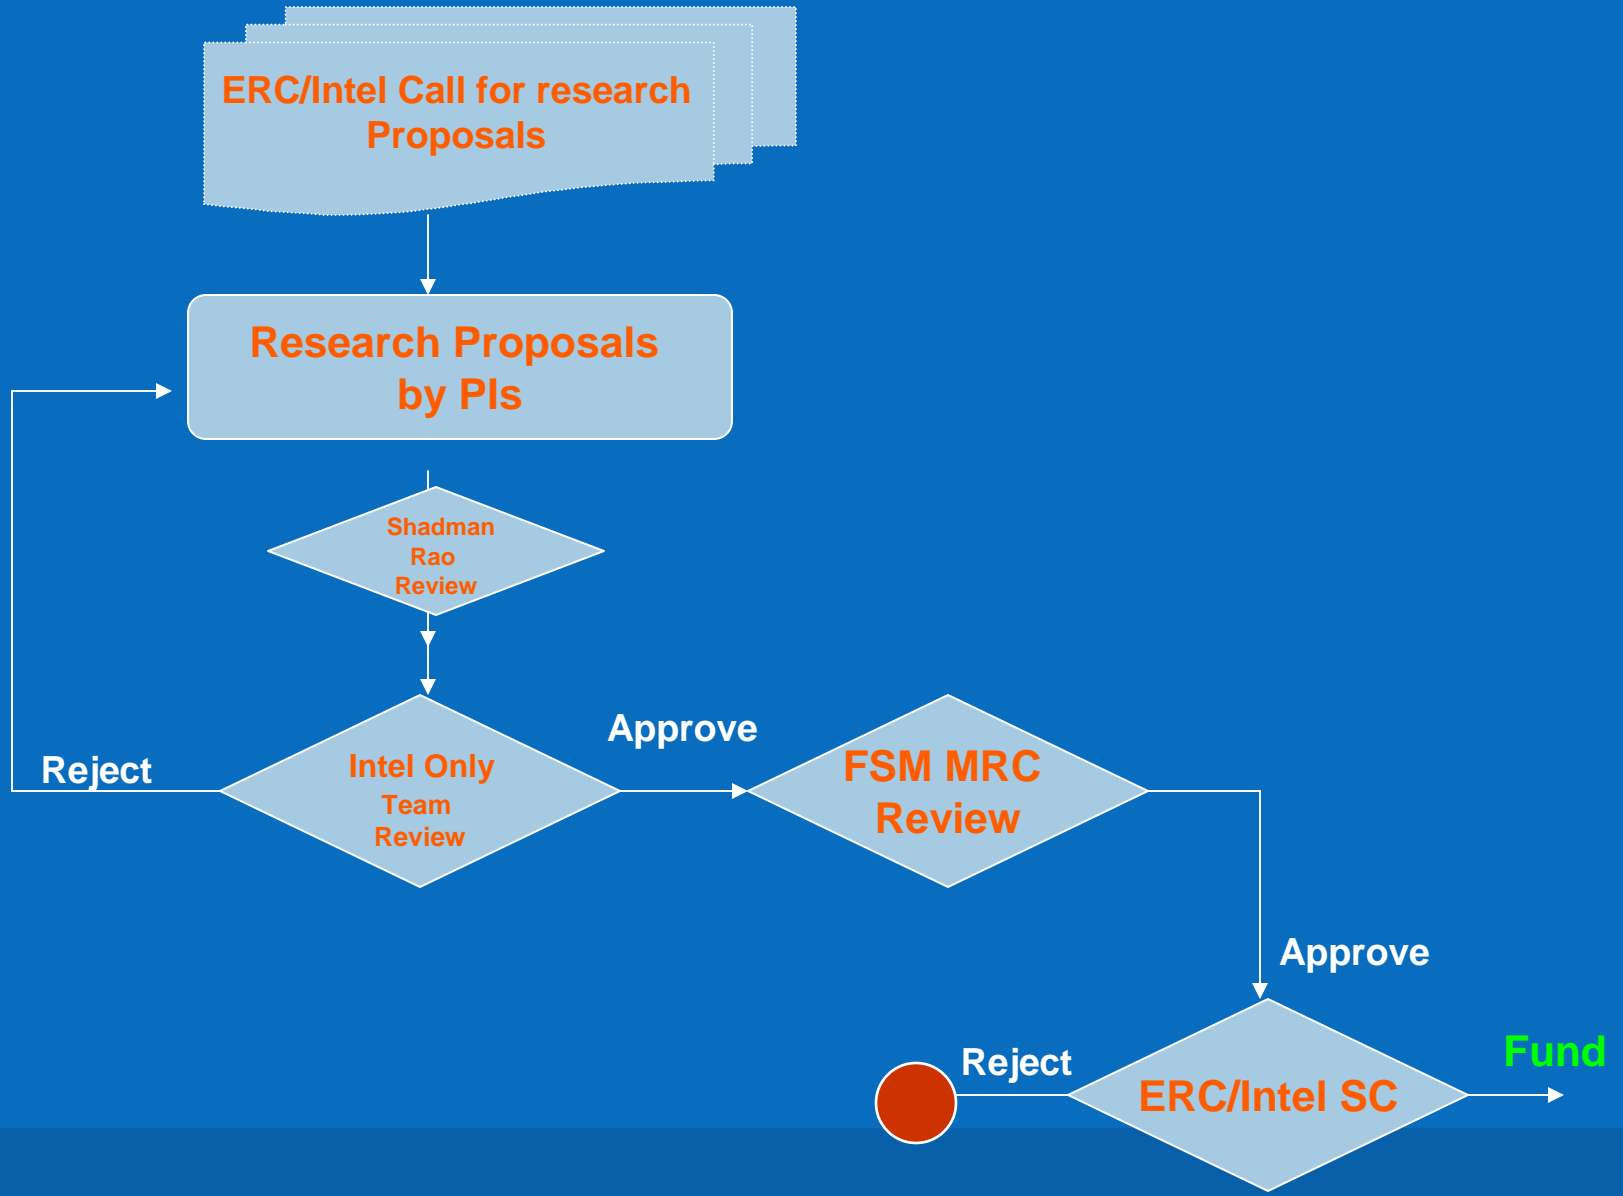 ERC/Intel Call for research
Proposals
Research Proposals
by PIs
Shadman
Rao
Review
Reject
Intel Only
Team
Review
Approve
FSM MRC
Review
Approve
Reject
ERC/Intel SC
Fund